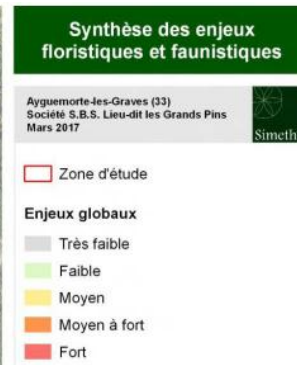 Synthèse des enjeux
floristiques et faunistiques
Ayguemorte-les-Graves (33)
Société S.B.S. Lieu-dit les Grands Pins
Mars 2017
Simeth
Zone d'étude
Enjeux globaux
Très faible
Faible
Moyen
Moyen à fort
Fort